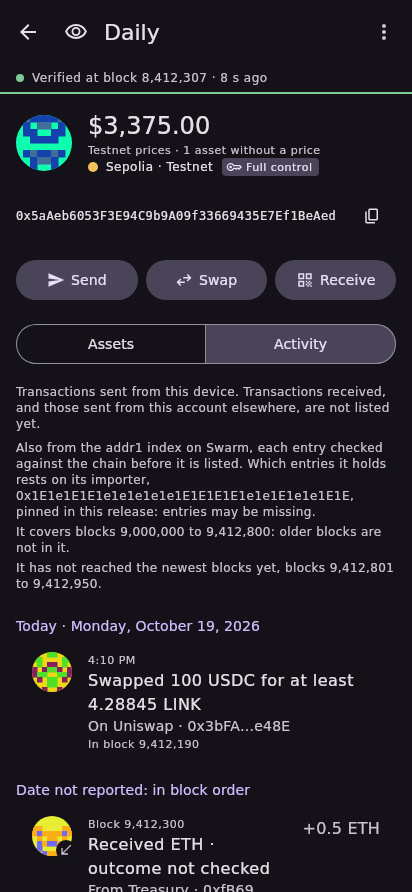 Daily
Verified at block 8,412,307 · 8 s ago
$3,375.00
Testnet prices · 1 asset without a price
Sepolia · Testnet
Full control
0x5aAeb6053F3E94C9b9A09f33669435E7Ef1BeAed
Send
Swap
Receive
Assets
Activity
Transactions sent from this device. Transactions received,
and those sent from this account elsewhere, are not listed
yet.
Also from the addr1 index on Swarm, each entry checked
against the chain before it is listed. Which entries it holds
rests on its importer,
0x1E1e1E1E1e1e1e1e1e1E1E1E1E1e1e1e1e1e1E1E,
pinned in this release: entries may be missing.
It covers blocks 9,000,000 to 9,412,800: older blocks are
not in it.
It has not reached the newest blocks yet, blocks 9,412,801
to 9,412,950.
Today · Monday, October 19, 2026
4:10 PM
Swapped 100 USDC for at least
4.28845 LINK
On Uniswap · 0x3bFA…e48E
In block 9,412,190
Date not reported: in block order
Block 9,412,300
+0.5 ETH
Received ETH ·
outcome not checked
From Treasury · 0xfB69